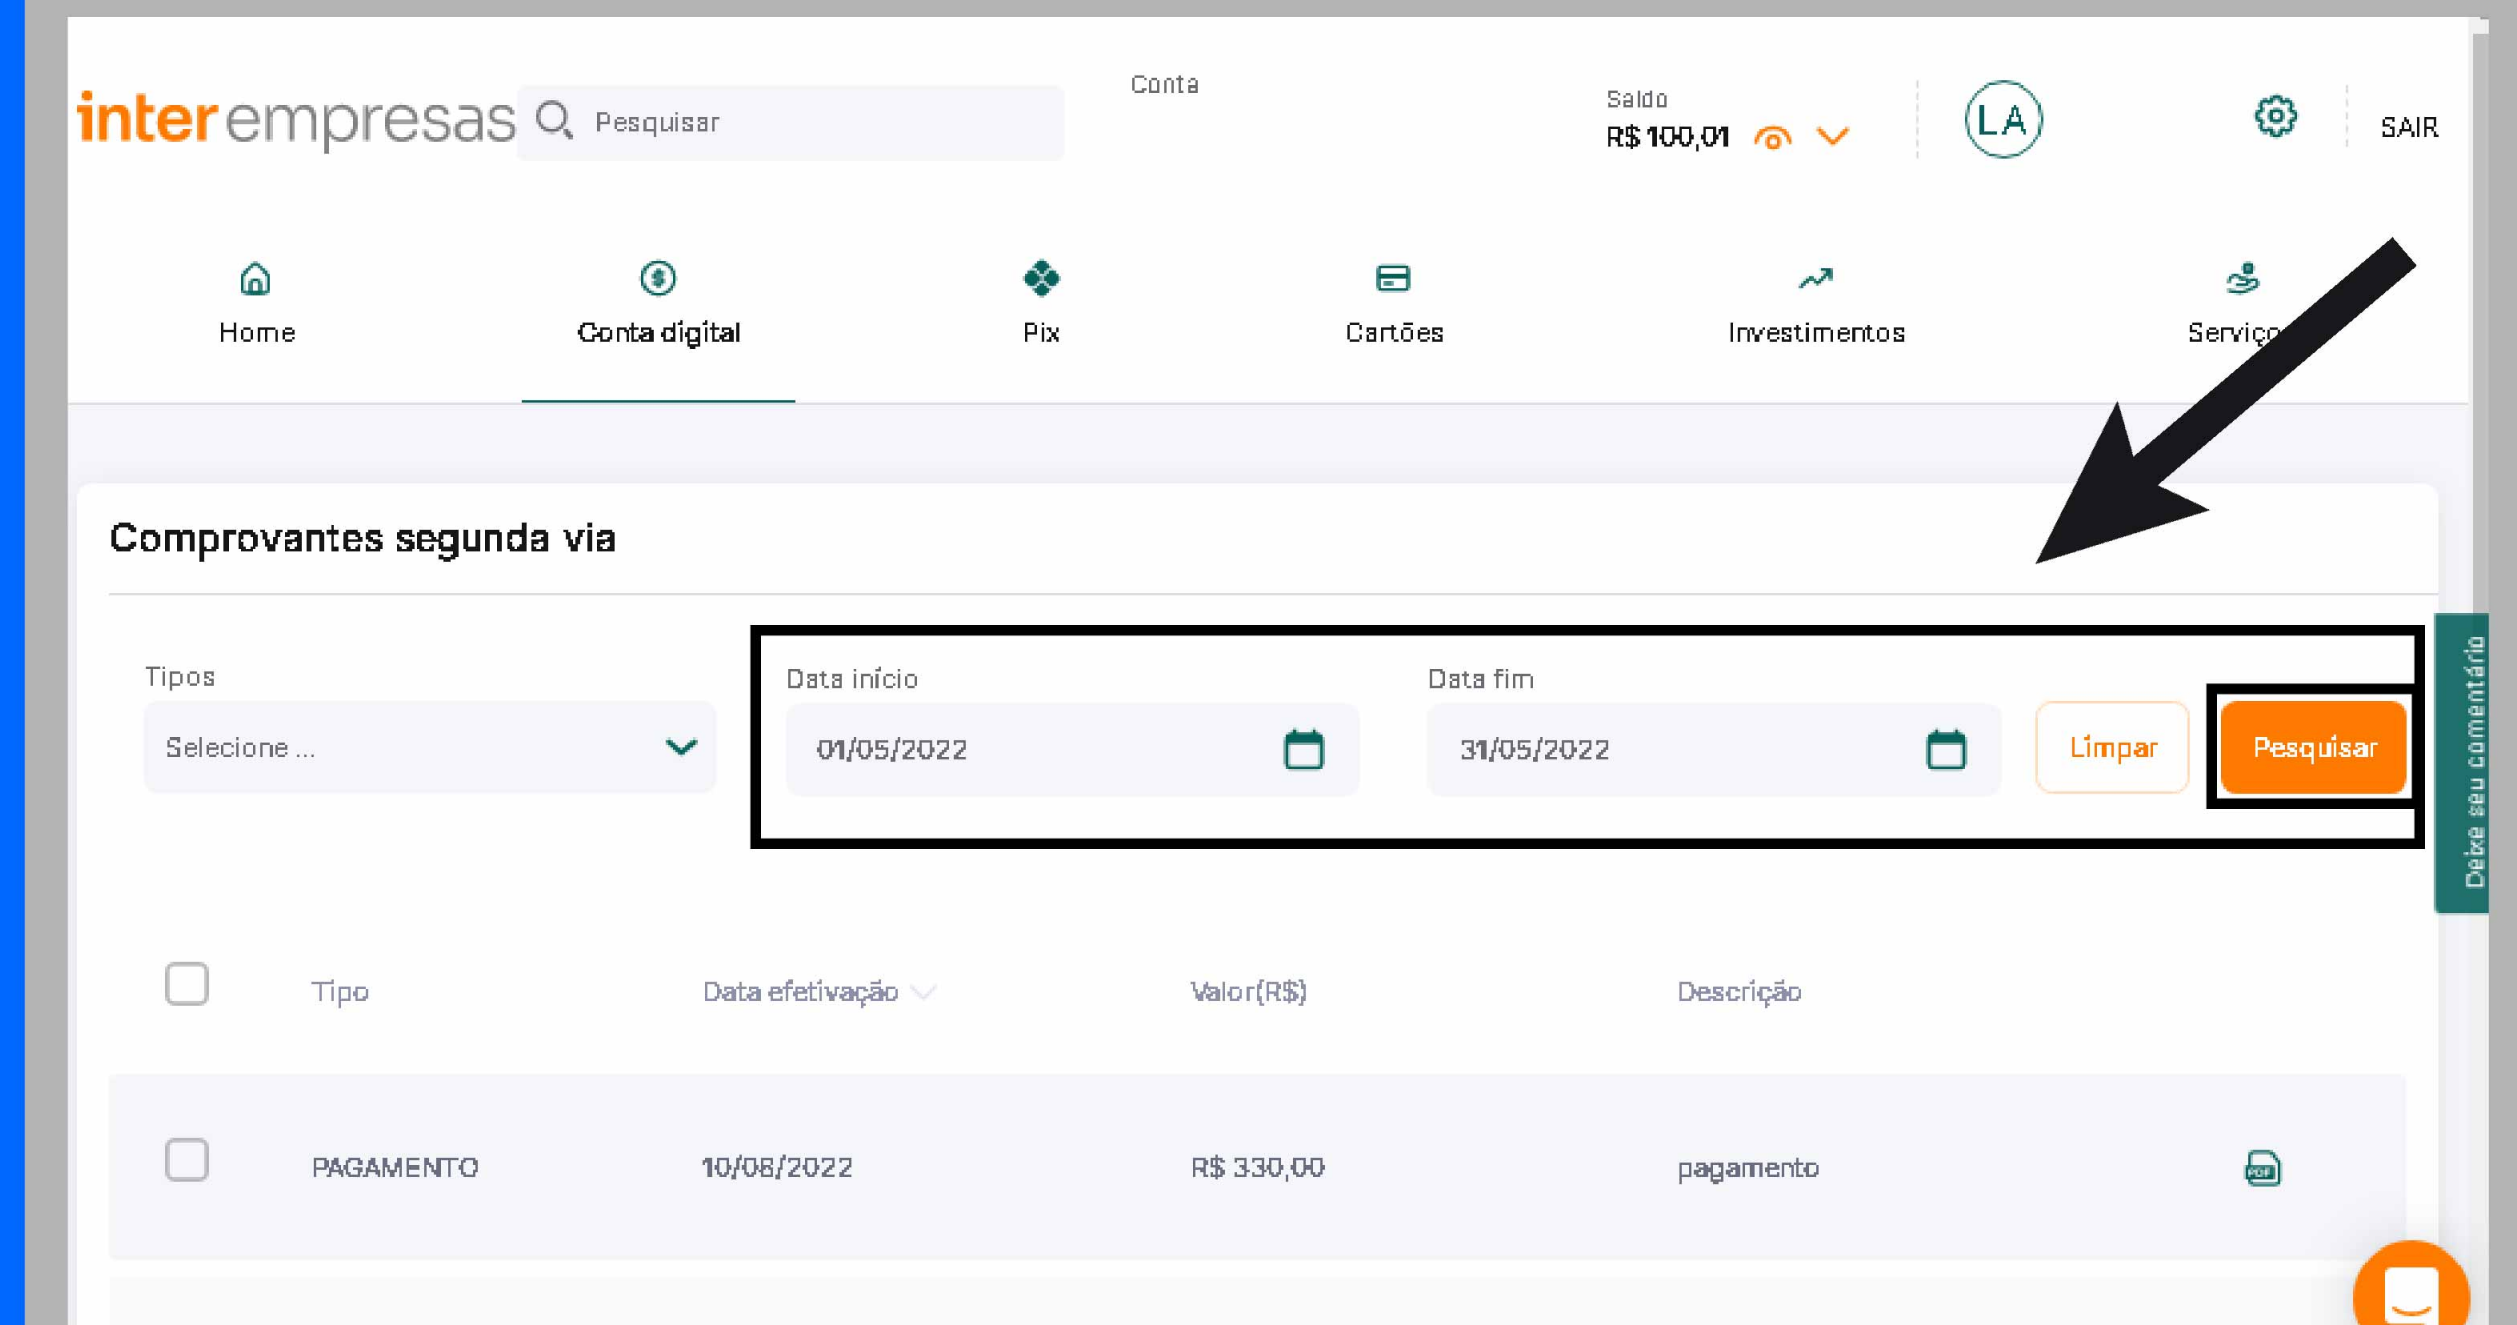 inter empresas
Pesquisar
Conta
Saldo
R$ 100,01
LA
SAIR
Home
Conta digital
Pix
Cartões
Investimentos
Comprovantes segunda via
Tipos
Data início
Data fim
Selecione ...
01/05/2022
31/05/2022
Limpar
Pesquisar
Deixe seu comentário
Tipo
Data efetivação
Valor(R$)
Descrição
PAGAMENTO
10/08/2022
R$ 330,00
pagamento
PDF